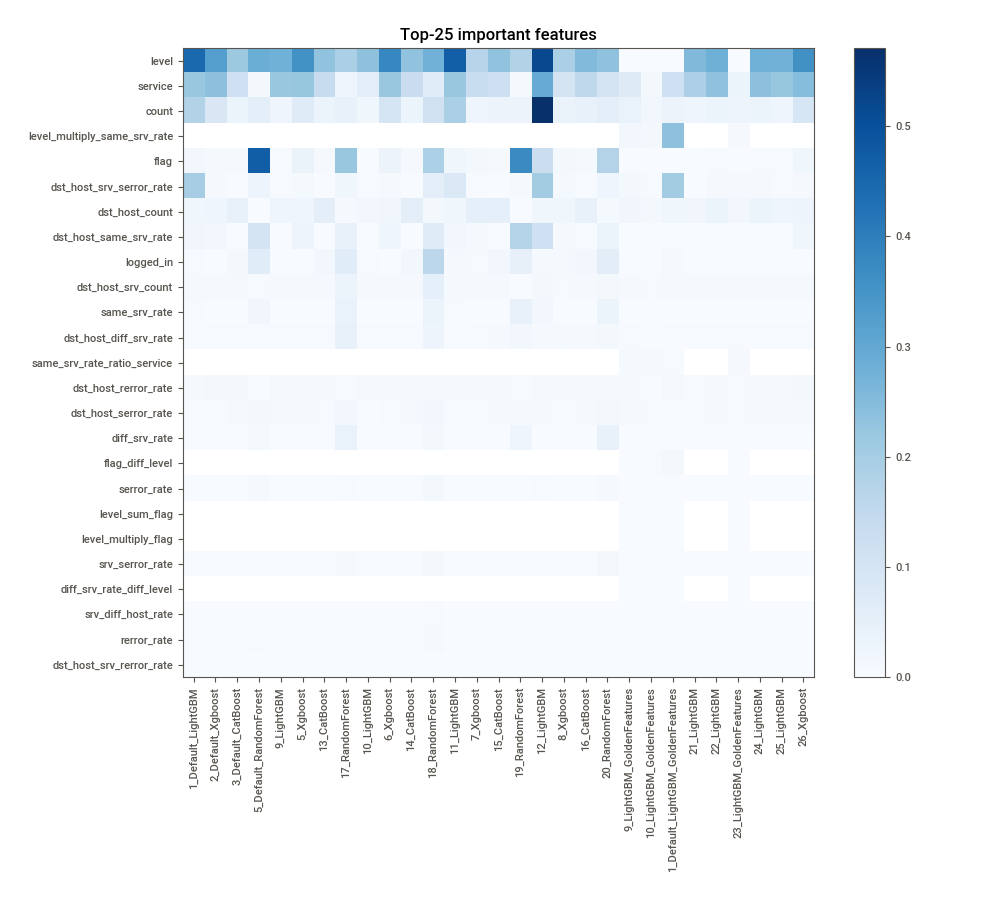 Top-25 important features
level
service
count
level_multiply_same_srv_rate
flag
dst_host_srv_serror_rate
dst_host_count
dst_host_same_srv_rate
logged_in
dst_host_srv_count
same_srv_rate
dst_host_diff_srv_rate
same_srv_rate_ratio_service
dst_host_rerror_rate
dst_host_serror_rate
diff_srv_rate
flag_diff_level
serror_rate
level_sum_flag
level_multiply_flag
srv_serror_rate
diff_srv_rate_diff_level
srv_diff_host_rate
rerror_rate
dst_host_srv_rerror_rate
1_Default_LightGBM
2_Default_Xgboost
3_Default_CatBoost
5_Default_RandomForest
9_LightGBM
5_Xgboost
13_CatBoost
17_RandomForest
10_LightGBM
6_Xgboost
14_CatBoost
18_RandomForest
11_LightGBM
7_Xgboost
15_CatBoost
19_RandomForest
12_LightGBM
8_Xgboost
16_CatBoost
20_RandomForest
9_LightGBM_GoldenFeatures
10_LightGBM_GoldenFeatures
1_Default_LightGBM_GoldenFeatures
21_LightGBM
22_LightGBM
23_LightGBM_GoldenFeatures
24_LightGBM
25_LightGBM
26_Xgboost
0.5
0.4
0.3
0.2
0.1
0.0